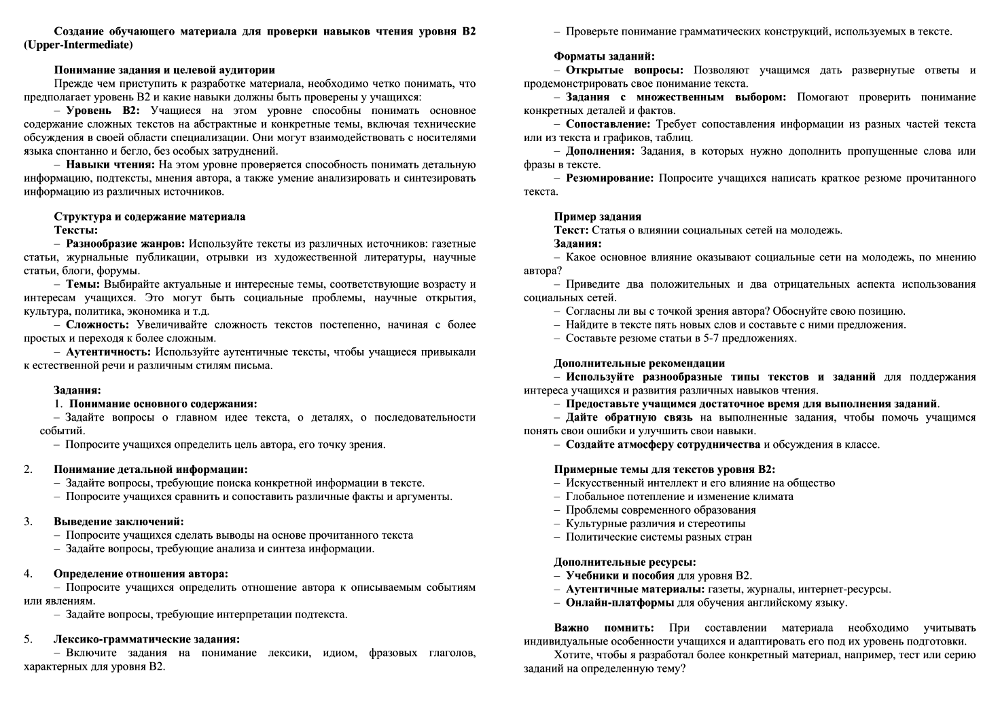 Создание обучающего материала для проверки навыков чтения уровня B2
(Upper-Intermediate)
Понимание задания и целевой аудитории
Прежде чем приступить к разработке материала, необходимо четко понимать, что
предполагает уровень B2 и какие навыки должны быть проверены у учащихся:
– Уровень B2: Учащиеся на этом уровне способны понимать основное
содержание сложных текстов на абстрактные и конкретные темы, включая технические
обсуждения в своей области специализации. Они могут взаимодействовать с носителями
языка спонтанно и бегло, без особых затруднений.
– Навыки чтения: На этом уровне проверяется способность понимать детальную
информацию, подтексты, мнения автора, а также умение анализировать и синтезировать
информацию из различных источников.
Структура и содержание материала
Тексты:
– Разнообразие жанров: Используйте тексты из различных источников: газетные
статьи, журнальные публикации, отрывки из художественной литературы, научные
статьи, блоги, форумы.
– Темы: Выбирайте актуальные и интересные темы, соответствующие возрасту и
интересам учащихся. Это могут быть социальные проблемы, научные открытия,
культура, политика, экономика и т.д.
– Сложность: Увеличивайте сложность текстов постепенно, начиная с более
простых и переходя к более сложным.
– Аутентичность: Используйте аутентичные тексты, чтобы учащиеся привыкали
к естественной речи и различным стилям письма.
Задания:
1. Понимание основного содержания:
– Задайте вопросы о главном идее текста, о деталях, о последовательности
событий.
– Попросите учащихся определить цель автора, его точку зрения.
2. Понимание детальной информации:
– Задайте вопросы, требующие поиска конкретной информации в тексте.
– Попросите учащихся сравнить и сопоставить различные факты и аргументы.
3. Выведение заключений:
– Попросите учащихся сделать выводы на основе прочитанного текста
– Задайте вопросы, требующие анализа и синтеза информации.
4. Определение отношения автора:
– Попросите учащихся определить отношение автора к описываемым событиям
или явлениям.
– Задайте вопросы, требующие интерпретации подтекста.
5. Лексико-грамматические задания:
– Включите задания на понимание лексики, идиом, фразовых глаголов,
характерных для уровня B2.
– Проверьте понимание грамматических конструкций, используемых в тексте.
Форматы заданий:
– Открытые вопросы: Позволяют учащимся дать развернутые ответы и
продемонстрировать свое понимание текста.
– Задания с множественным выбором: Помогают проверить понимание
конкретных деталей и фактов.
– Сопоставление: Требует сопоставления информации из разных частей текста
или из текста и графиков, таблиц.
– Дополнения: Задания, в которых нужно дополнить пропущенные слова или
фразы в тексте.
– Резюмирование: Попросите учащихся написать краткое резюме прочитанного
текста.
Пример задания
Текст: Статья о влиянии социальных сетей на молодежь.
Задания:
– Какое основное влияние оказывают социальные сети на молодежь, по мнению
автора?
– Приведите два положительных и два отрицательных аспекта использования
социальных сетей.
– Согласны ли вы с точкой зрения автора? Обоснуйте свою позицию.
– Найдите в тексте пять новых слов и составьте с ними предложения.
– Составьте резюме статьи в 5-7 предложениях.
Дополнительные рекомендации
– Используйте разнообразные типы текстов и заданий для поддержания
интереса учащихся и развития различных навыков чтения.
– Предоставьте учащимся достаточное время для выполнения заданий.
– Дайте обратную связь на выполненные задания, чтобы помочь учащимся
понять свои ошибки и улучшить свои навыки.
– Создайте атмосферу сотрудничества и обсуждения в классе.
Примерные темы для текстов уровня B2:
– Искусственный интеллект и его влияние на общество
– Глобальное потепление и изменение климата
– Проблемы современного образования
– Культурные различия и стереотипы
– Политические системы разных стран
Дополнительные ресурсы:
– Учебники и пособия для уровня B2.
– Аутентичные материалы: газеты, журналы, интернет-ресурсы.
– Онлайн-платформы для обучения английскому языку.
Важно помнить: При составлении материала необходимо учитывать
индивидуальные особенности учащихся и адаптировать его под их уровень подготовки.
Хотите, чтобы я разработал более конкретный материал, например, тест или серию
заданий на определенную тему?